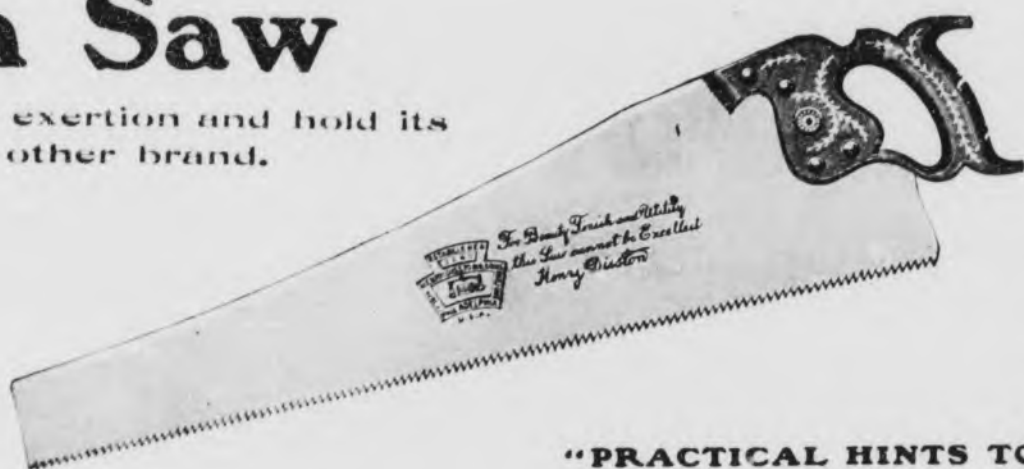 Saw
exertion and hold its
other brand.
For Beauty Finish and Utility
this Saw cannot be Excelled
Henry Disston
U.S.A.
"PRACTICAL HINTS TO